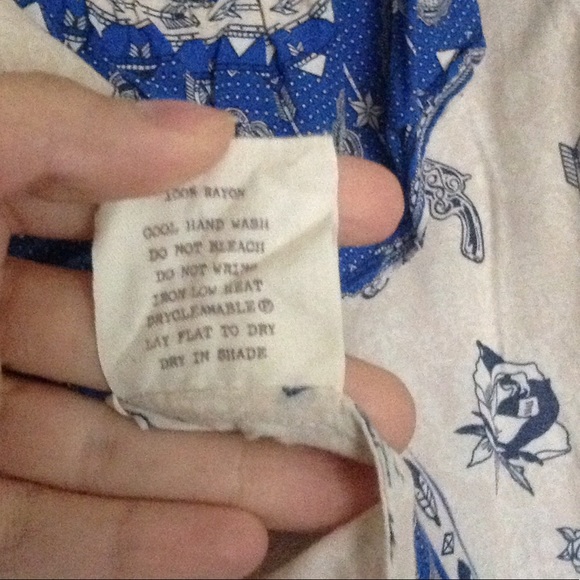 100% RAYON
COOL HAND WASH
DO NOT BLEACH
DO NOT WRING
IRON LOW HEAT
DRYCLEANABLE Ⓟ
LAY FLAT TO DRY
DRY IN SHADE